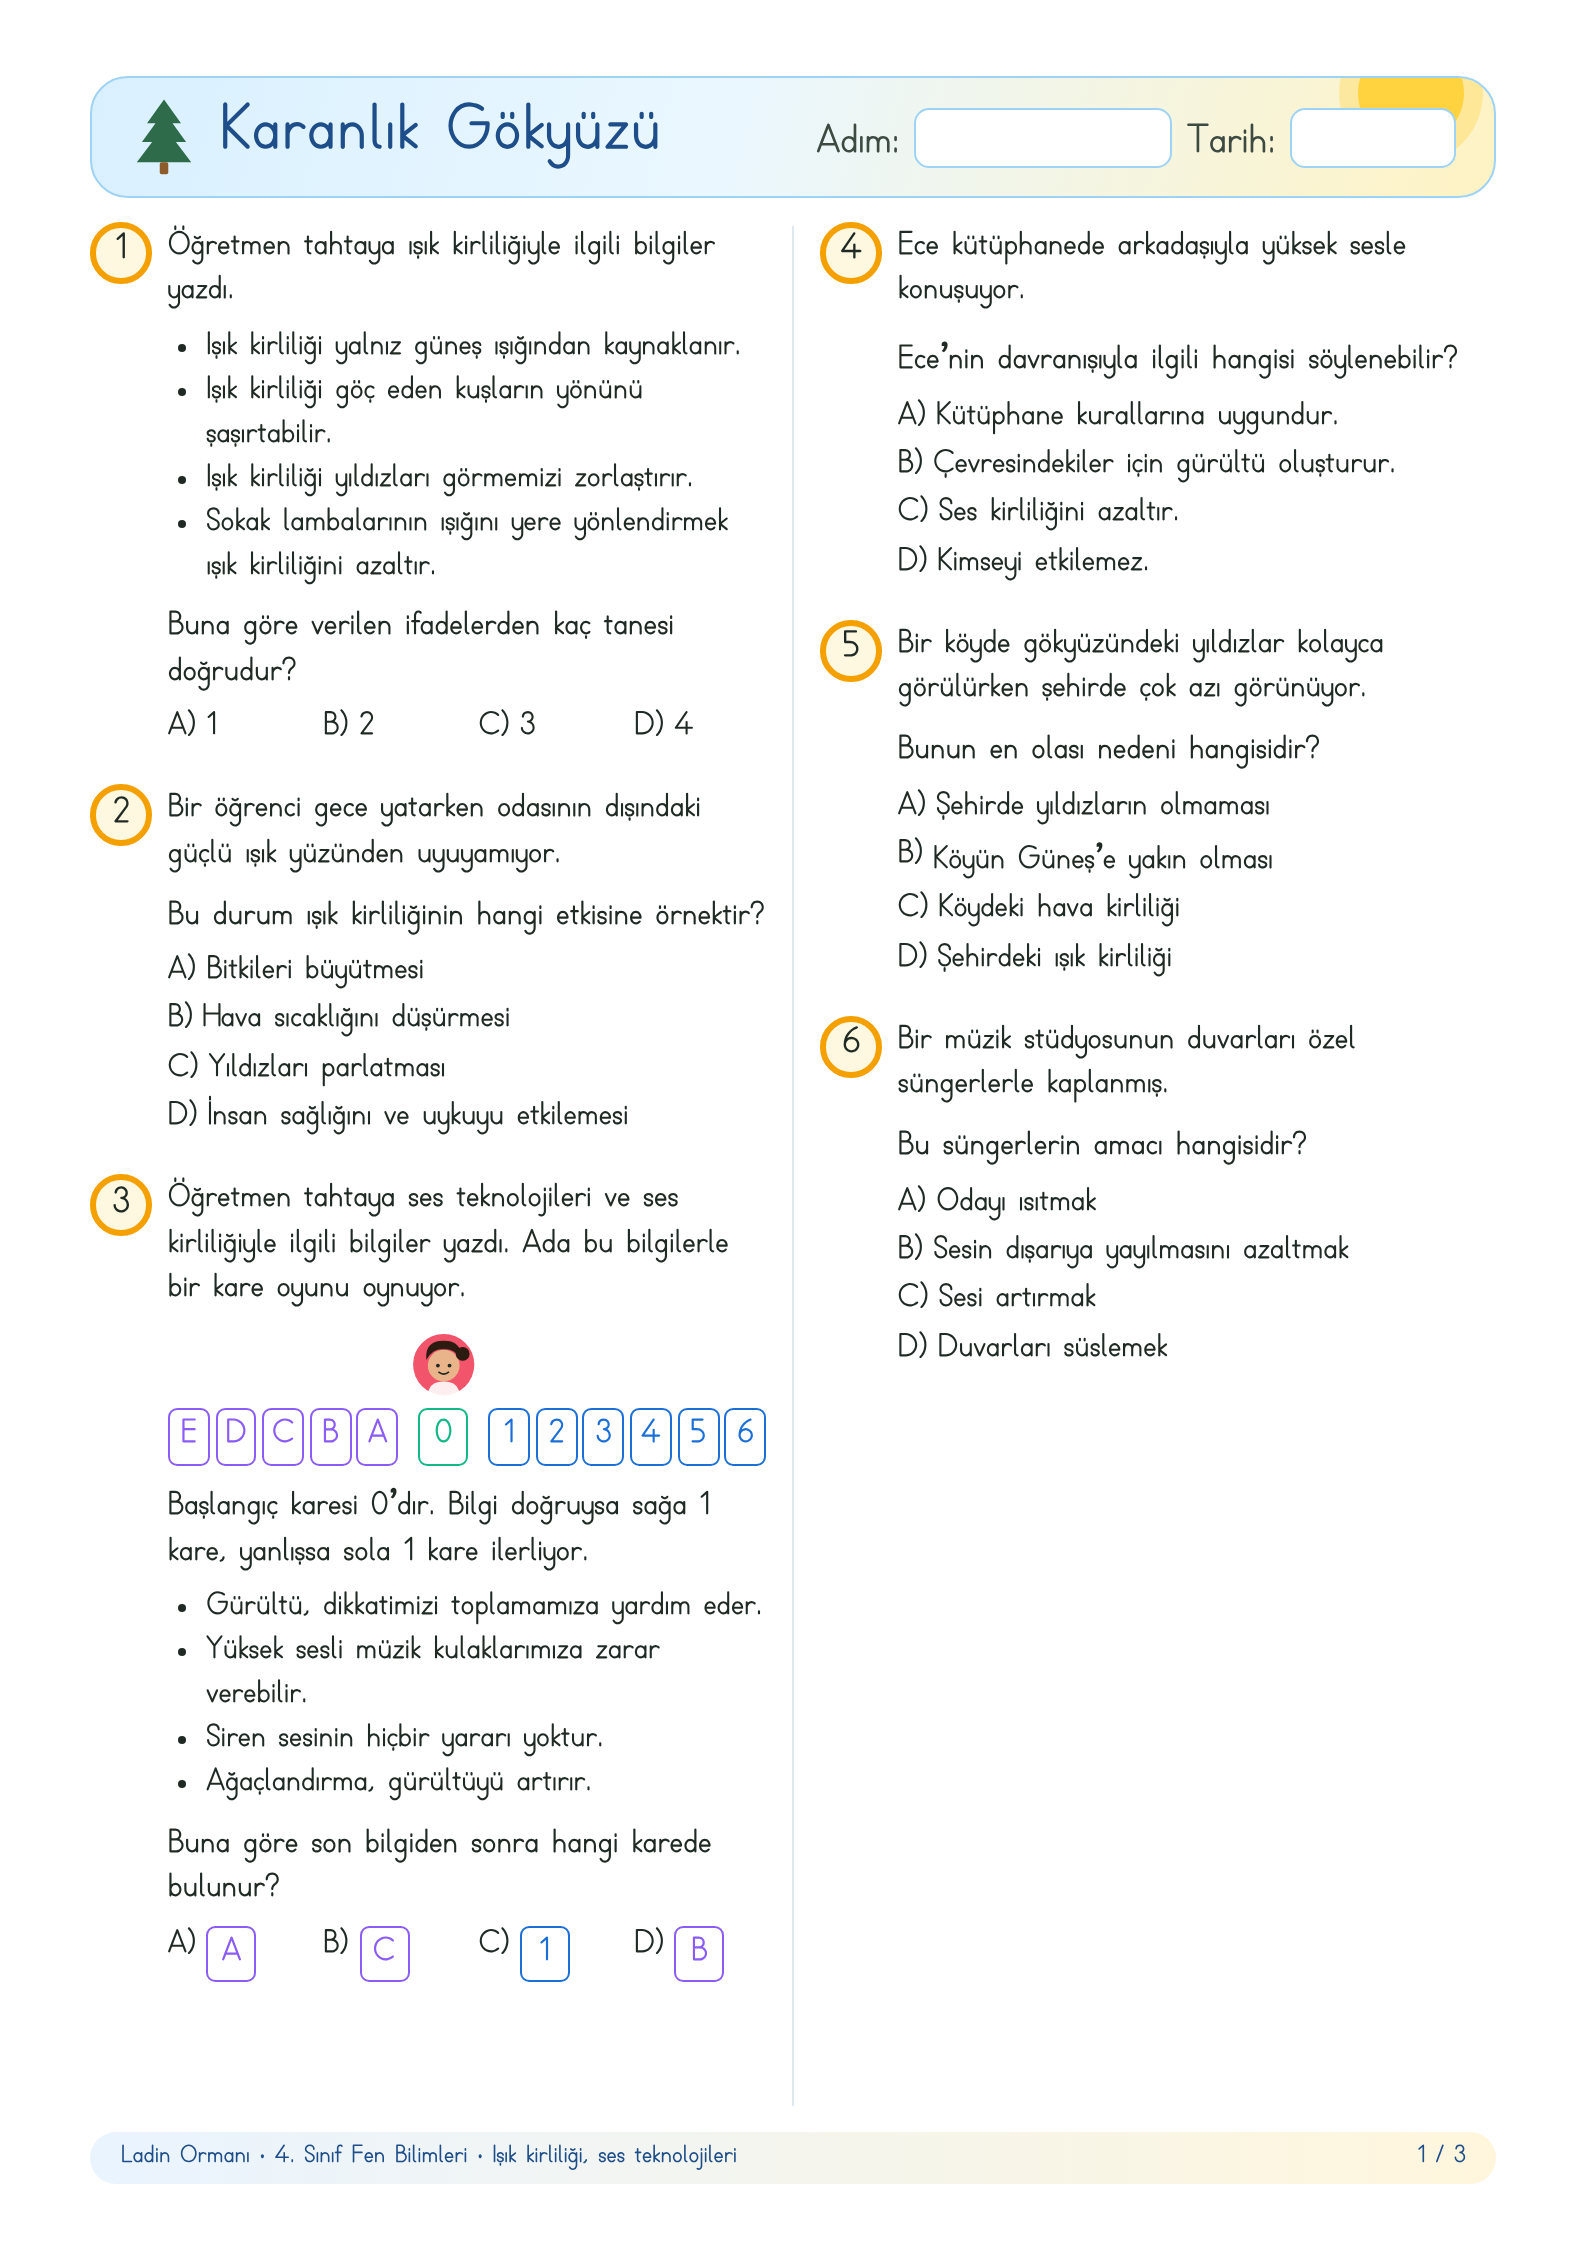 Karanlık Gökyüzü
Adım:
Tarih:
1
Öğretmen tahtaya ışık kirliliğiyle ilgili bilgiler
yazdı.
• Işık kirliliği yalnız güneş ışığından kaynaklanır.
• Işık kirliliği göç eden kuşların yönünü
şaşırtabilir.
• Işık kirliliği yıldızları görmemizi zorlaştırır.
• Sokak lambalarının ışığını yere yönlendirmek
ışık kirliliğini azaltır.
Buna göre verilen ifadelerden kaç tanesi
doğrudur?
A) 1 B) 2 C) 3 D) 4
2
Bir öğrenci gece yatarken odasının dışındaki
güçlü ışık yüzünden uyuyamıyor.
Bu durum ışık kirliliğinin hangi etkisine örnektir?
A) Bitkileri büyütmesi
B) Hava sıcaklığını düşürmesi
C) Yıldızları parlatması
D) İnsan sağlığını ve uykuyu etkilemesi
3
Öğretmen tahtaya ses teknolojileri ve ses
kirliliğiyle ilgili bilgiler yazdı. Ada bu bilgilerle
bir kare oyunu oynuyor.
E D C B A 0 1 2 3 4 5 6
Başlangıç karesi 0’dır. Bilgi doğruysa sağa 1
kare, yanlışsa sola 1 kare ilerliyor.
• Gürültü, dikkatimizi toplamamıza yardım eder.
• Yüksek sesli müzik kulaklarımıza zarar
verebilir.
• Siren sesinin hiçbir yararı yoktur.
• Ağaçlandırma, gürültüyü artırır.
Buna göre son bilgiden sonra hangi karede
bulunur?
A) A B) C C) 1 D) B
4
Ece kütüphanede arkadaşıyla yüksek sesle
konuşuyor.
Ece’nin davranışıyla ilgili hangisi söylenebilir?
A) Kütüphane kurallarına uygundur.
B) Çevresindekiler için gürültü oluşturur.
C) Ses kirliliğini azaltır.
D) Kimseyi etkilemez.
5
Bir köyde gökyüzündeki yıldızlar kolayca
görülürken şehirde çok azı görünüyor.
Bunun en olası nedeni hangisidir?
A) Şehirde yıldızların olmaması
B) Köyün Güneş’e yakın olması
C) Köydeki hava kirliliği
D) Şehirdeki ışık kirliliği
6
Bir müzik stüdyosunun duvarları özel
süngerlerle kaplanmış.
Bu süngerlerin amacı hangisidir?
A) Odayı ısıtmak
B) Sesin dışarıya yayılmasını azaltmak
C) Sesi artırmak
D) Duvarları süslemek
Ladin Ormanı • 4. Sınıf Fen Bilimleri • Işık kirliliği, ses teknolojileri
1 / 3